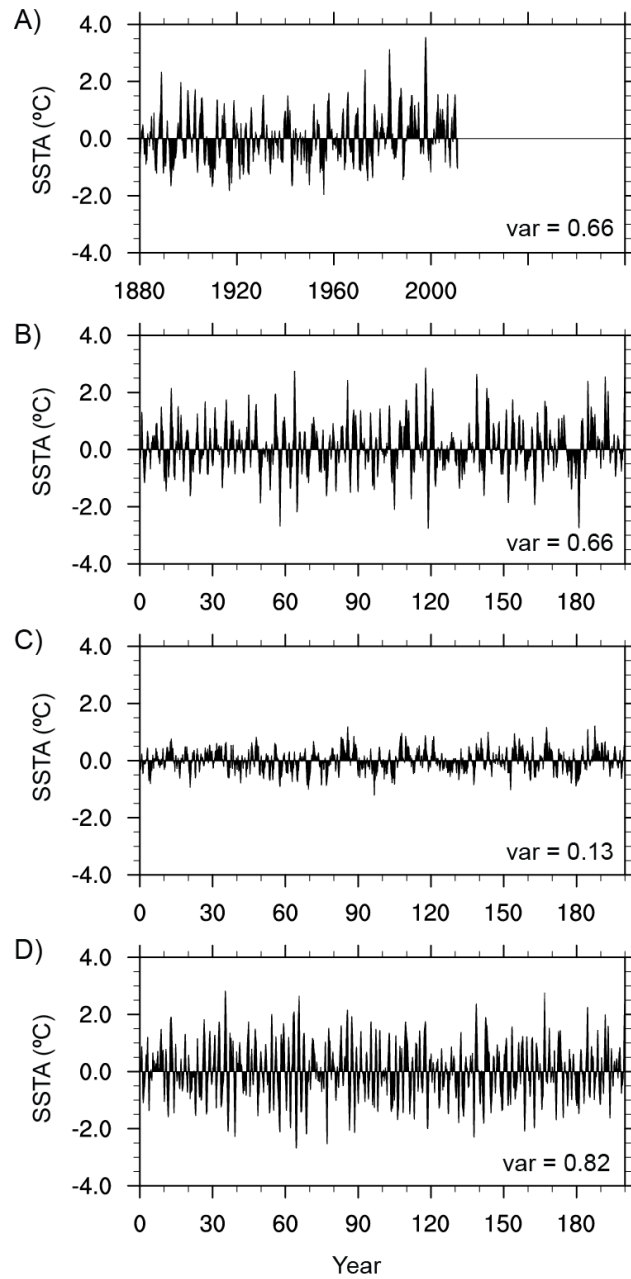 A)
SSTA (ºC)
4.0
2.0
0.0
-2.0
-4.0
var = 0.66
1880 1920 1960 2000
B)
SSTA (ºC)
4.0
2.0
0.0
-2.0
-4.0
var = 0.66
0 30 60 90 120 150 180
C)
SSTA (ºC)
4.0
2.0
0.0
-2.0
-4.0
var = 0.13
0 30 60 90 120 150 180
D)
SSTA (ºC)
4.0
2.0
0.0
-2.0
-4.0
var = 0.82
0 30 60 90 120 150 180
Year